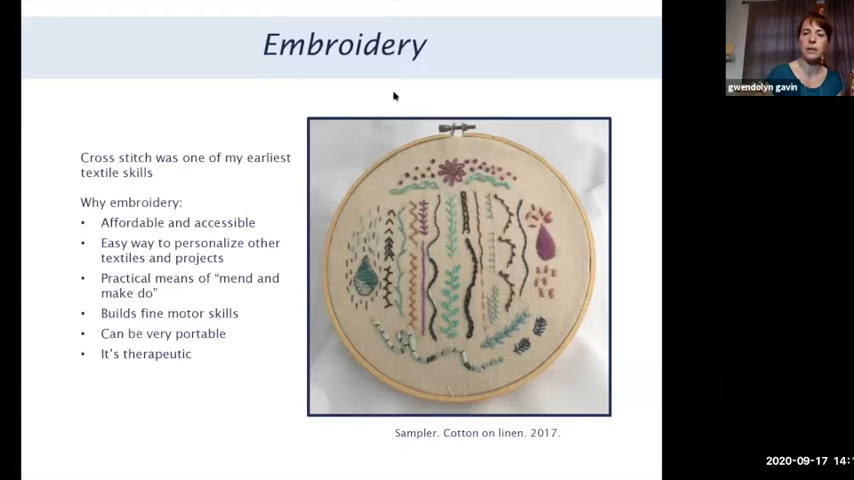 Embroidery
gwendolyn gavin
Cross stitch was one of my earliest
textile skills
Why embroidery:
• Affordable and accessible
• Easy way to personalize other
textiles and projects
• Practical means of “mend and
make do”
• Builds fine motor skills
• Can be very portable
• It’s therapeutic
Sampler. Cotton on linen. 2017.
2020-09-17